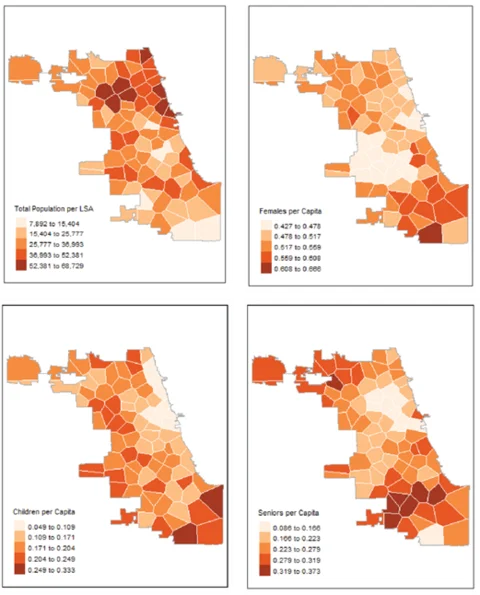 Total Population per LSA
7,892 to 15,404
15,404 to 25,777
25,777 to 36,993
36,993 to 52,381
52,381 to 68,729
Females per Capita
0.427 to 0.478
0.478 to 0.517
0.517 to 0.559
0.559 to 0.608
0.608 to 0.666
Children per Capita
0.049 to 0.109
0.109 to 0.171
0.171 to 0.204
0.204 to 0.249
0.249 to 0.333
Seniors per Capita
0.086 to 0.166
0.166 to 0.223
0.223 to 0.279
0.279 to 0.319
0.319 to 0.373